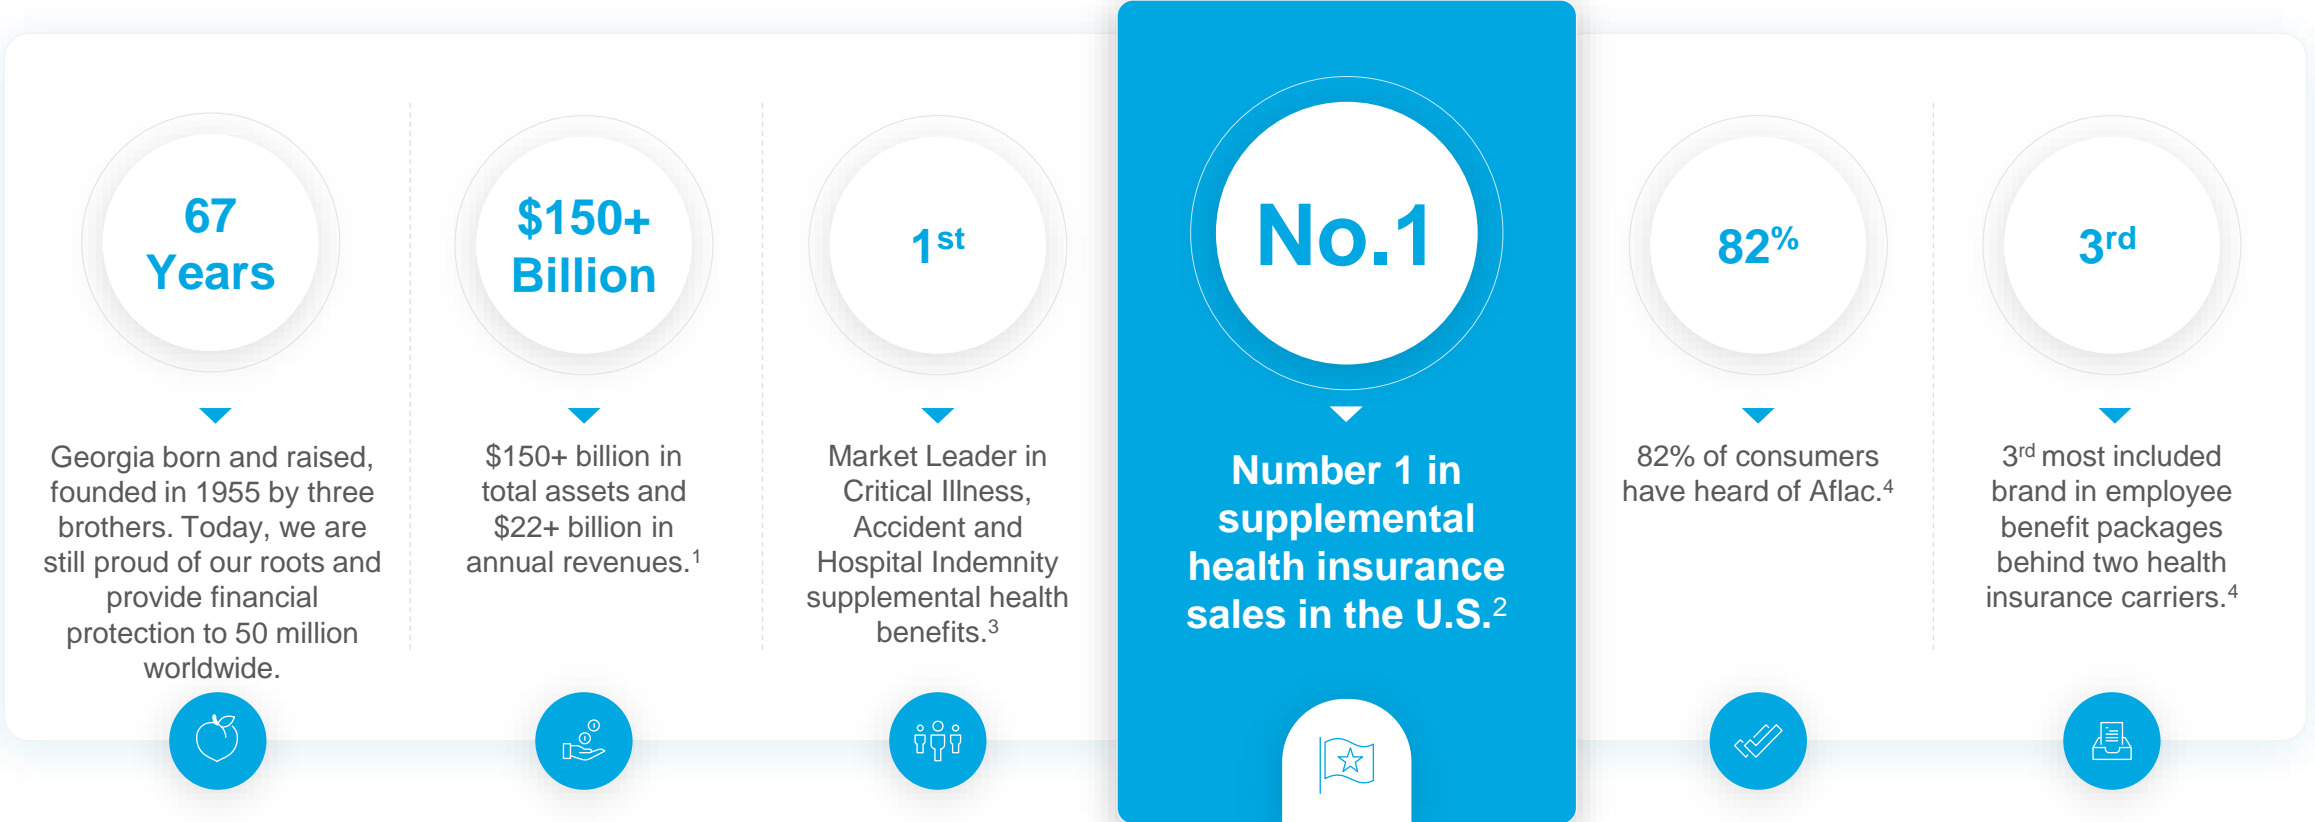 67
Years
Georgia born and raised,
founded in 1955 by three
brothers. Today, we are
still proud of our roots and
provide financial
protection to 50 million
worldwide.
$150+
Billion
$150+ billion in
total assets and
$22+ billion in
annual revenues.1
1st
Market Leader in
Critical Illness,
Accident and
Hospital Indemnity
supplemental health
benefits.3
No.1
Number 1 in
supplemental
health insurance
sales in the U.S.2
82%
82% of consumers
have heard of Aflac.4
3rd
3rd most included
brand in employee
benefit packages
behind two health
insurance carriers.4